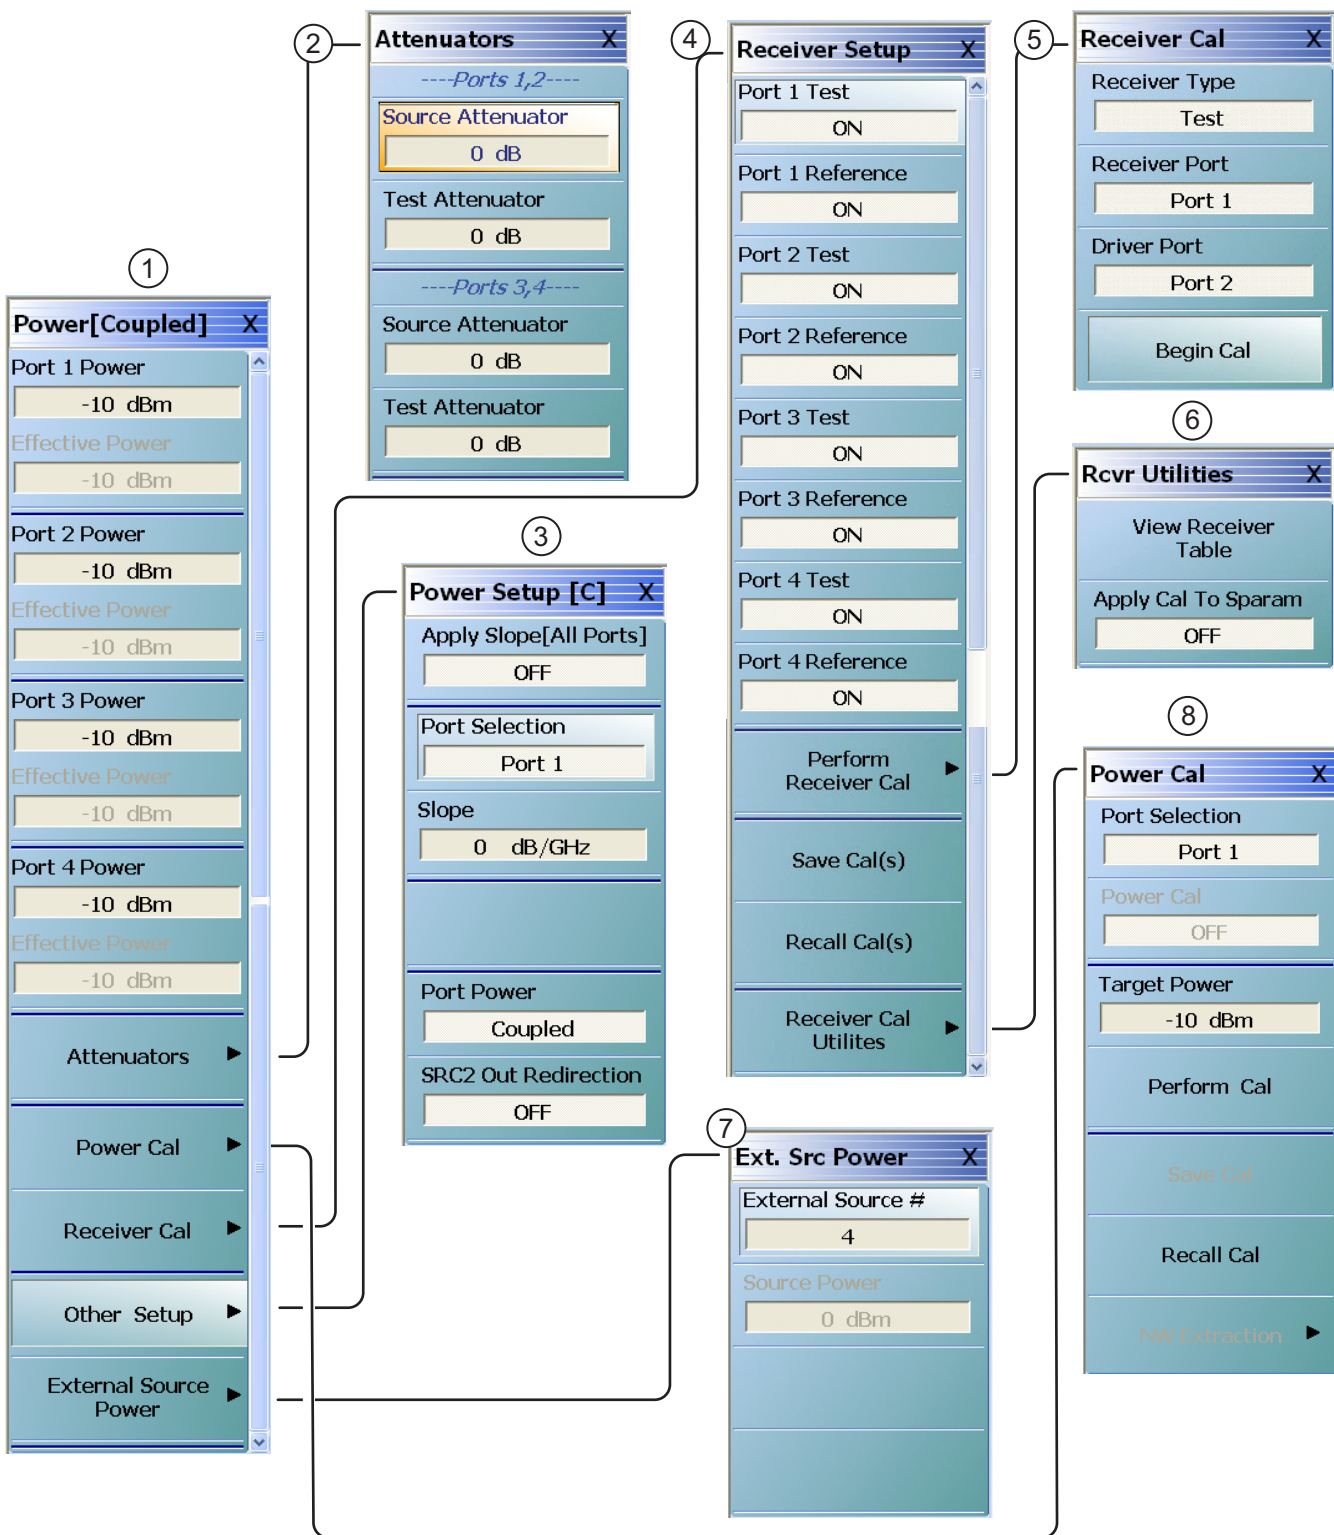 1
Power[Coupled] X
Port 1 Power
-10 dBm
Effective Power
-10 dBm
Port 2 Power
-10 dBm
Effective Power
-10 dBm
Port 3 Power
-10 dBm
Effective Power
-10 dBm
Port 4 Power
-10 dBm
Effective Power
-10 dBm
Attenuators
Power Cal
Receiver Cal
Other Setup
External Source
Power
2
Attenuators X
----Ports 1,2----
Source Attenuator
0 dB
Test Attenuator
0 dB
----Ports 3,4----
Source Attenuator
0 dB
Test Attenuator
0 dB
3
Power Setup [C] X
Apply Slope[All Ports]
OFF
Port Selection
Port 1
Slope
0 dB/GHz
Port Power
Coupled
SRC2 Out Redirection
OFF
4
Receiver Setup X
Port 1 Test
ON
Port 1 Reference
ON
Port 2 Test
ON
Port 2 Reference
ON
Port 3 Test
ON
Port 3 Reference
ON
Port 4 Test
ON
Port 4 Reference
ON
Perform
Receiver Cal
Save Cal(s)
Recall Cal(s)
Receiver Cal
Utilites
5
Receiver Cal X
Receiver Type
Test
Receiver Port
Port 1
Driver Port
Port 2
Begin Cal
6
Rcvr Utilities X
View Receiver
Table
Apply Cal To Sparam
OFF
7
Ext. Src Power X
External Source #
4
Source Power
0 dBm
8
Power Cal X
Port Selection
Port 1
Power Cal
OFF
Target Power
-10 dBm
Perform Cal
Save Cal
Recall Cal
NW Extraction